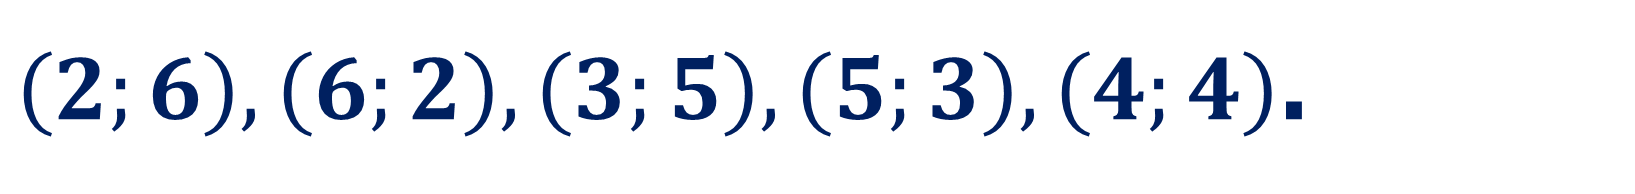 (2; 6), (6; 2), (3; 5), (5; 3), (4; 4).